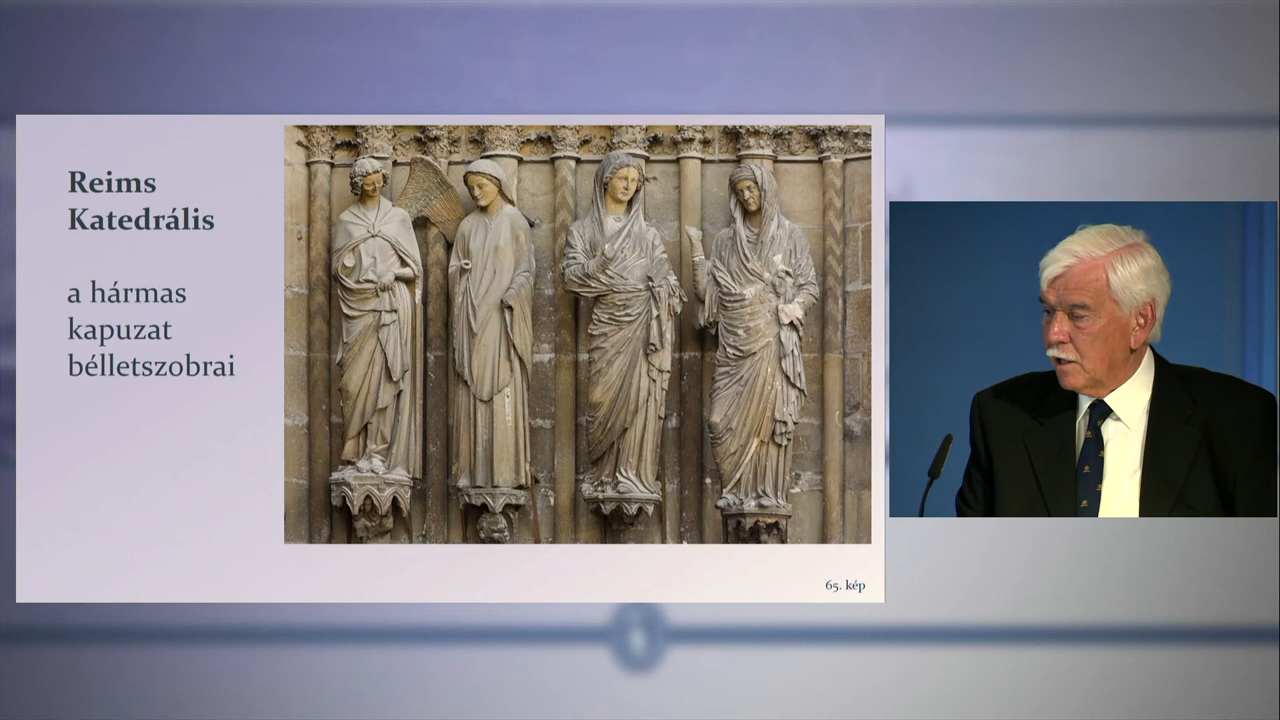 Reims
Katedrális
a hármas
kapuzat
bélletszobrai
65. kép